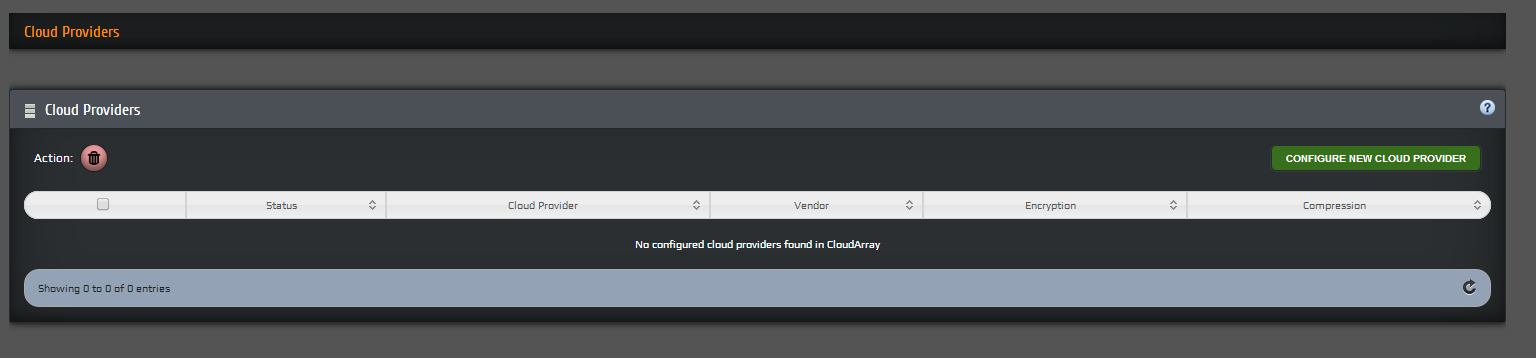 Cloud Providers
Cloud Providers
?
Action:
CONFIGURE NEW CLOUD PROVIDER
Status Cloud Provider Vendor Encryption Compression
No configured cloud providers found in CloudArray
Showing 0 to 0 of 0 entries